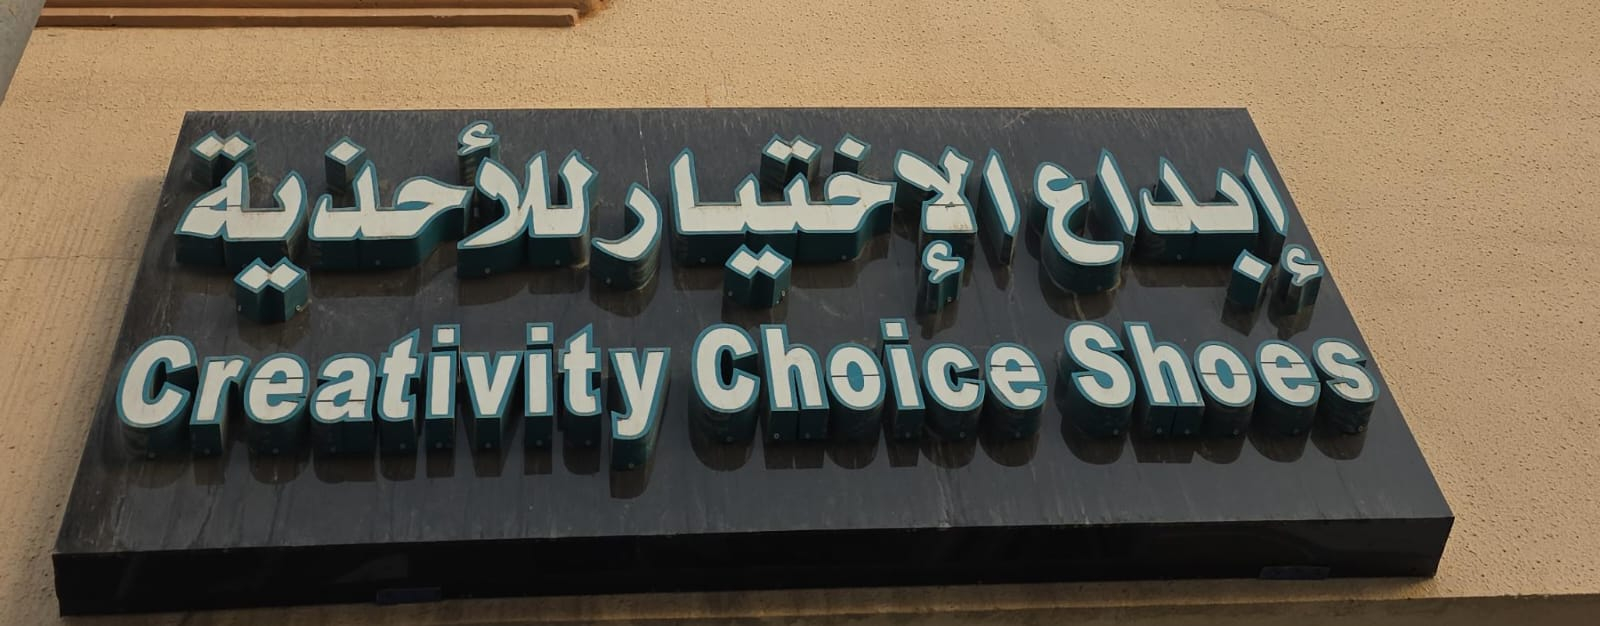 إبداع الإختيار للأحذية
Creativity Choice Shoes